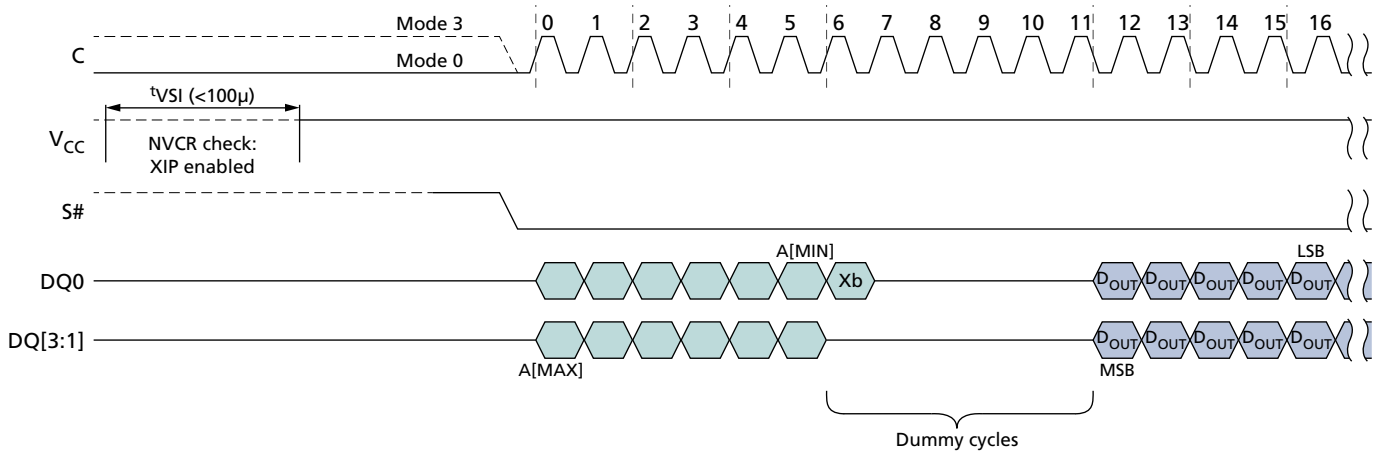 Mode 3
0 1 2 3 4 5 6 7 8 9 10 11 12 13 14 15 16
C
Mode 0
tVSI (<100µ)
VCC
NVCR check:
XIP enabled
S#
A[MIN]
LSB
DQ0
Xb
DOUT DOUT DOUT DOUT DOUT
DQ[3:1]
DOUT DOUT DOUT DOUT DOUT
A[MAX]
MSB
Dummy cycles